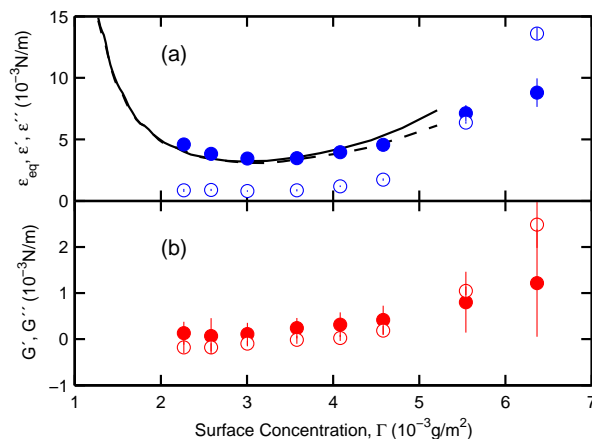 15
10
5
0
ε_eq, ε′, ε′′ (10⁻³N/m)
(a)
2
1
0
−1
G′, G′′ (10⁻³N/m)
(b)
1 2 3 4 5 6 7
Surface Concentration, Γ (10⁻³g/m²)